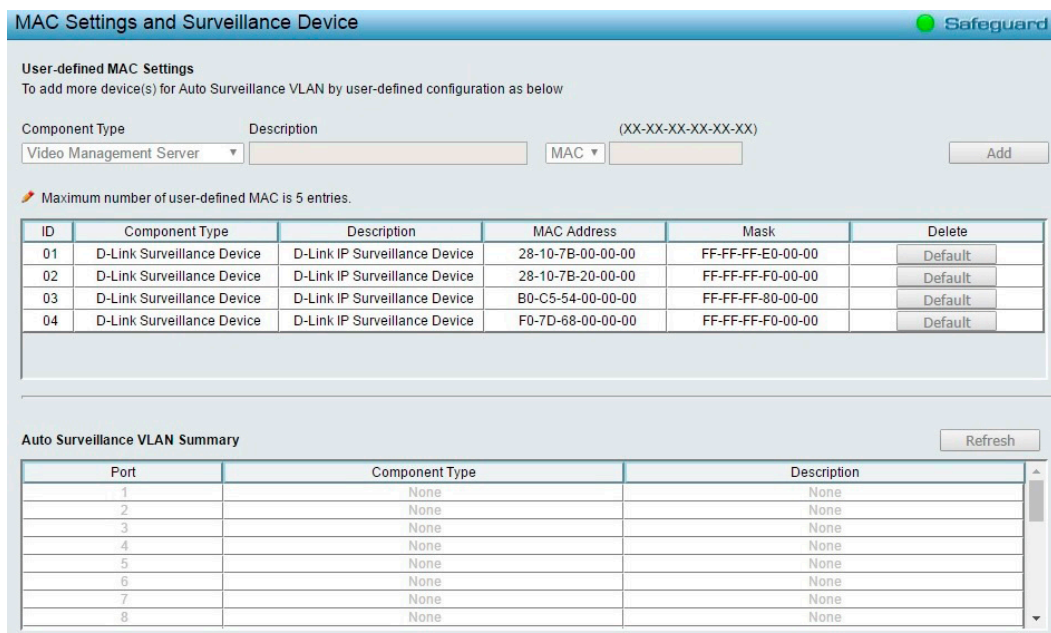 MAC Settings and Surveillance Device Safeguard
User-defined MAC Settings
To add more device(s) for Auto Surveillance VLAN by user-defined configuration as below
Component Type Description (XX-XX-XX-XX-XX-XX)
Video Management Server MAC Add
Maximum number of user-defined MAC is 5 entries.
ID Component Type Description MAC Address Mask Delete
01 D-Link Surveillance Device D-Link IP Surveillance Device 28-10-7B-00-00-00 FF-FF-FF-E0-00-00 Default
02 D-Link Surveillance Device D-Link IP Surveillance Device 28-10-7B-20-00-00 FF-FF-FF-F0-00-00 Default
03 D-Link Surveillance Device D-Link IP Surveillance Device B0-C5-54-00-00-00 FF-FF-FF-80-00-00 Default
04 D-Link Surveillance Device D-Link IP Surveillance Device F0-7D-68-00-00-00 FF-FF-FF-F0-00-00 Default
Auto Surveillance VLAN Summary Refresh
Port Component Type Description
1 None None
2 None None
3 None None
4 None None
5 None None
6 None None
7 None None
8 None None